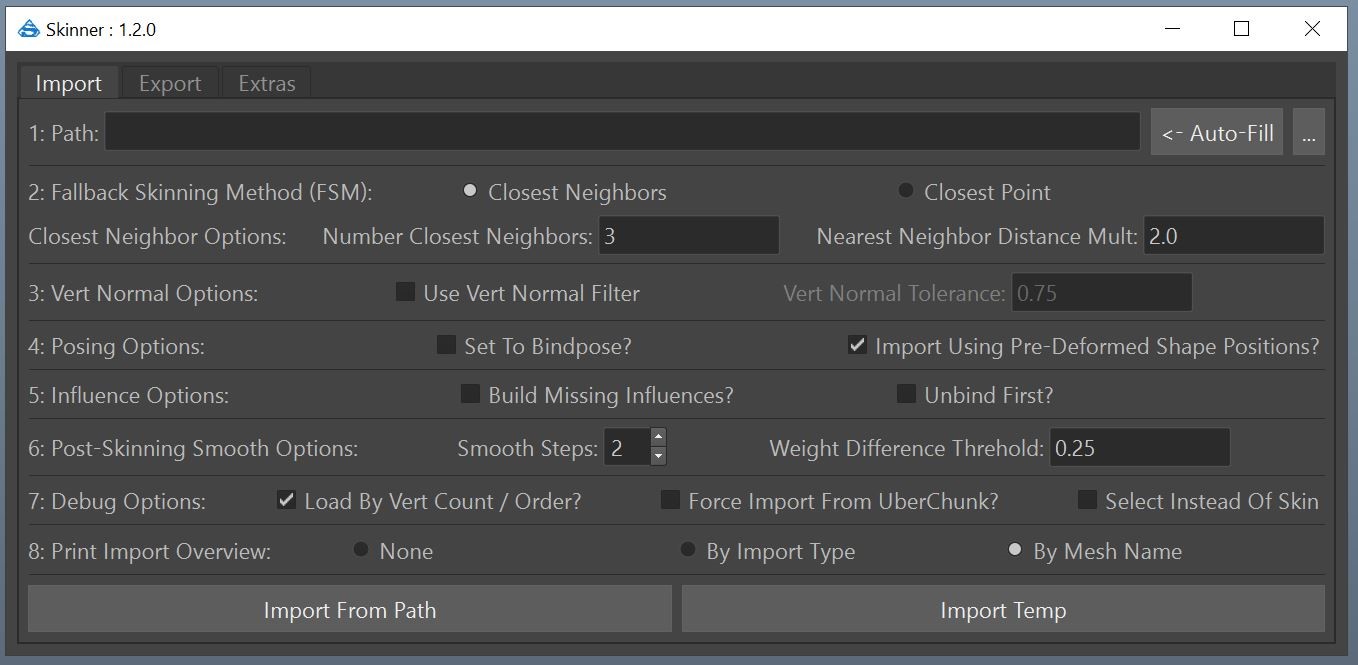 Skinner : 1.2.0
Import Export Extras
1: Path: <- Auto-Fill ...
2: Fallback Skinning Method (FSM): Closest Neighbors Closest Point
Closest Neighbor Options: Number Closest Neighbors: 3 Nearest Neighbor Distance Mult: 2.0
3: Vert Normal Options: Use Vert Normal Filter Vert Normal Tolerance: 0.75
4: Posing Options: Set To Bindpose? Import Using Pre-Deformed Shape Positions?
5: Influence Options: Build Missing Influences? Unbind First?
6: Post-Skinning Smooth Options: Smooth Steps: 2 Weight Difference Threhold: 0.25
7: Debug Options: Load By Vert Count / Order? Force Import From UberChunk? Select Instead Of Skin
8: Print Import Overview: None By Import Type By Mesh Name
Import From Path Import Temp